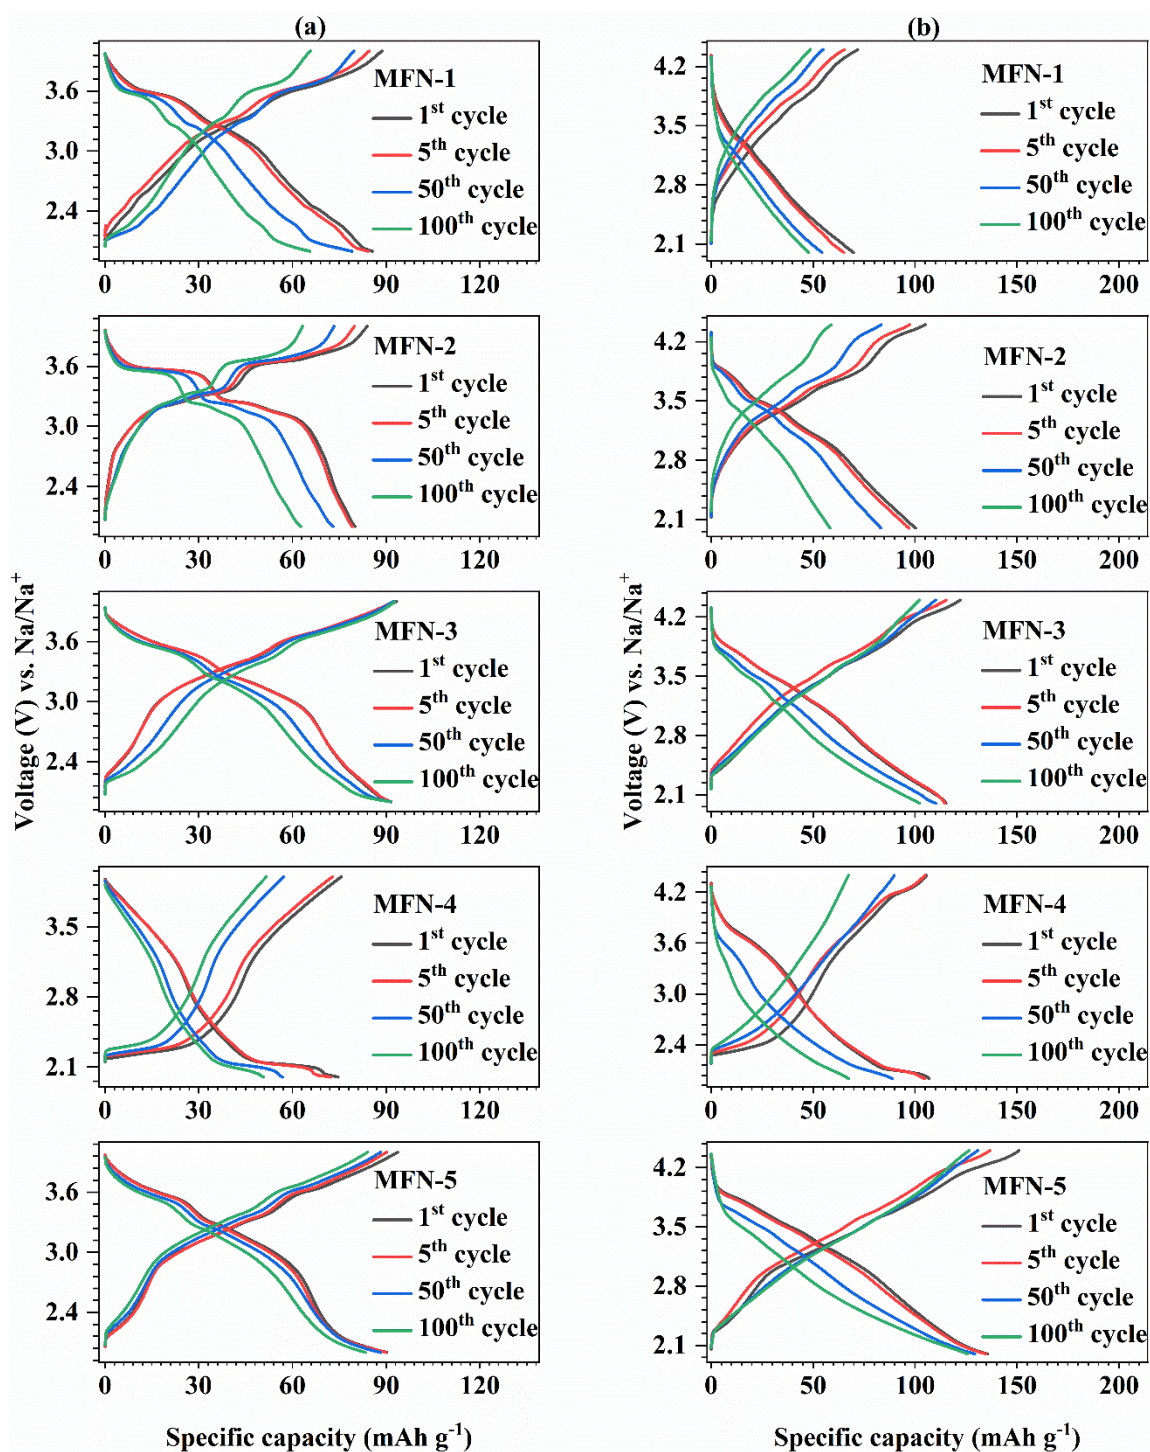 (a)
MFN-1
1st cycle
5th cycle
50th cycle
100th cycle
3.6
3.0
2.4
0 30 60 90 120
MFN-2
1st cycle
5th cycle
50th cycle
100th cycle
3.6
3.0
2.4
0 30 60 90 120
MFN-3
1st cycle
5th cycle
50th cycle
100th cycle
3.6
3.0
2.4
0 30 60 90 120
MFN-4
1st cycle
5th cycle
50th cycle
100th cycle
3.5
2.8
2.1
0 30 60 90 120
MFN-5
1st cycle
5th cycle
50th cycle
100th cycle
3.6
3.0
2.4
0 30 60 90 120
Voltage (V) vs. Na/Na+
Specific capacity (mAh g-1)
(b)
MFN-1
1st cycle
5th cycle
50th cycle
100th cycle
4.2
3.5
2.8
2.1
0 50 100 150 200
MFN-2
1st cycle
5th cycle
50th cycle
100th cycle
4.2
3.5
2.8
2.1
0 50 100 150 200
MFN-3
1st cycle
5th cycle
50th cycle
100th cycle
4.2
3.5
2.8
2.1
0 50 100 150 200
MFN-4
1st cycle
5th cycle
50th cycle
100th cycle
4.2
3.6
3.0
2.4
0 50 100 150 200
MFN-5
1st cycle
5th cycle
50th cycle
100th cycle
4.2
3.5
2.8
2.1
0 50 100 150 200
Voltage (V) vs. Na/Na+
Specific capacity (mAh g-1)